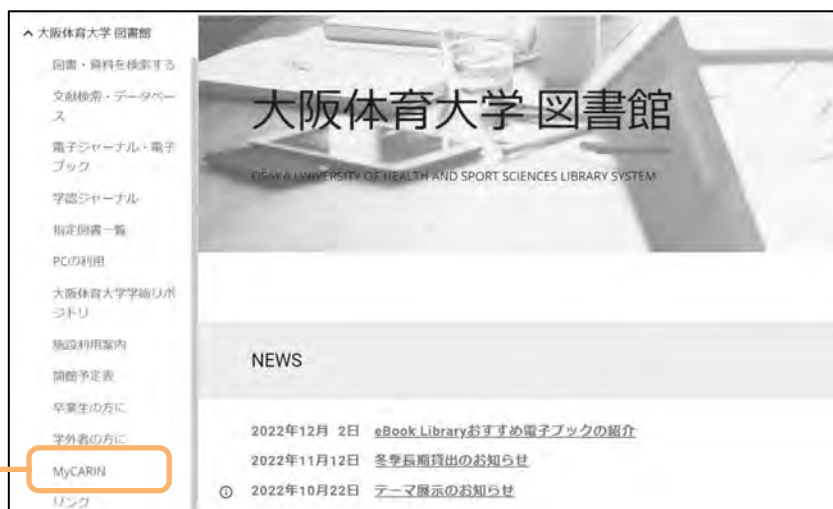 大阪体育大学 図書館
図書・資料を検索する
文献検索・データベー
ス
電子ジャーナル・電子
ブック
学認ジャーナル
指定図書一覧
PCの利用
大阪体育大学学術リポ
ジトリ
施設利用案内
開館予定表
卒業生の方に
学外者の方に
MyCARIN
リンク
大阪体育大学 図書館
OSAKA UNIVERSITY OF HEALTH AND SPORT SCIENCES LIBRARY SYSTEM
NEWS
2022年12月 2日 eBook Libraryおすすめ電子ブックの紹介
2022年11月12日 冬季長期貸出のお知らせ
2022年10月22日 テーマ展示のお知らせ